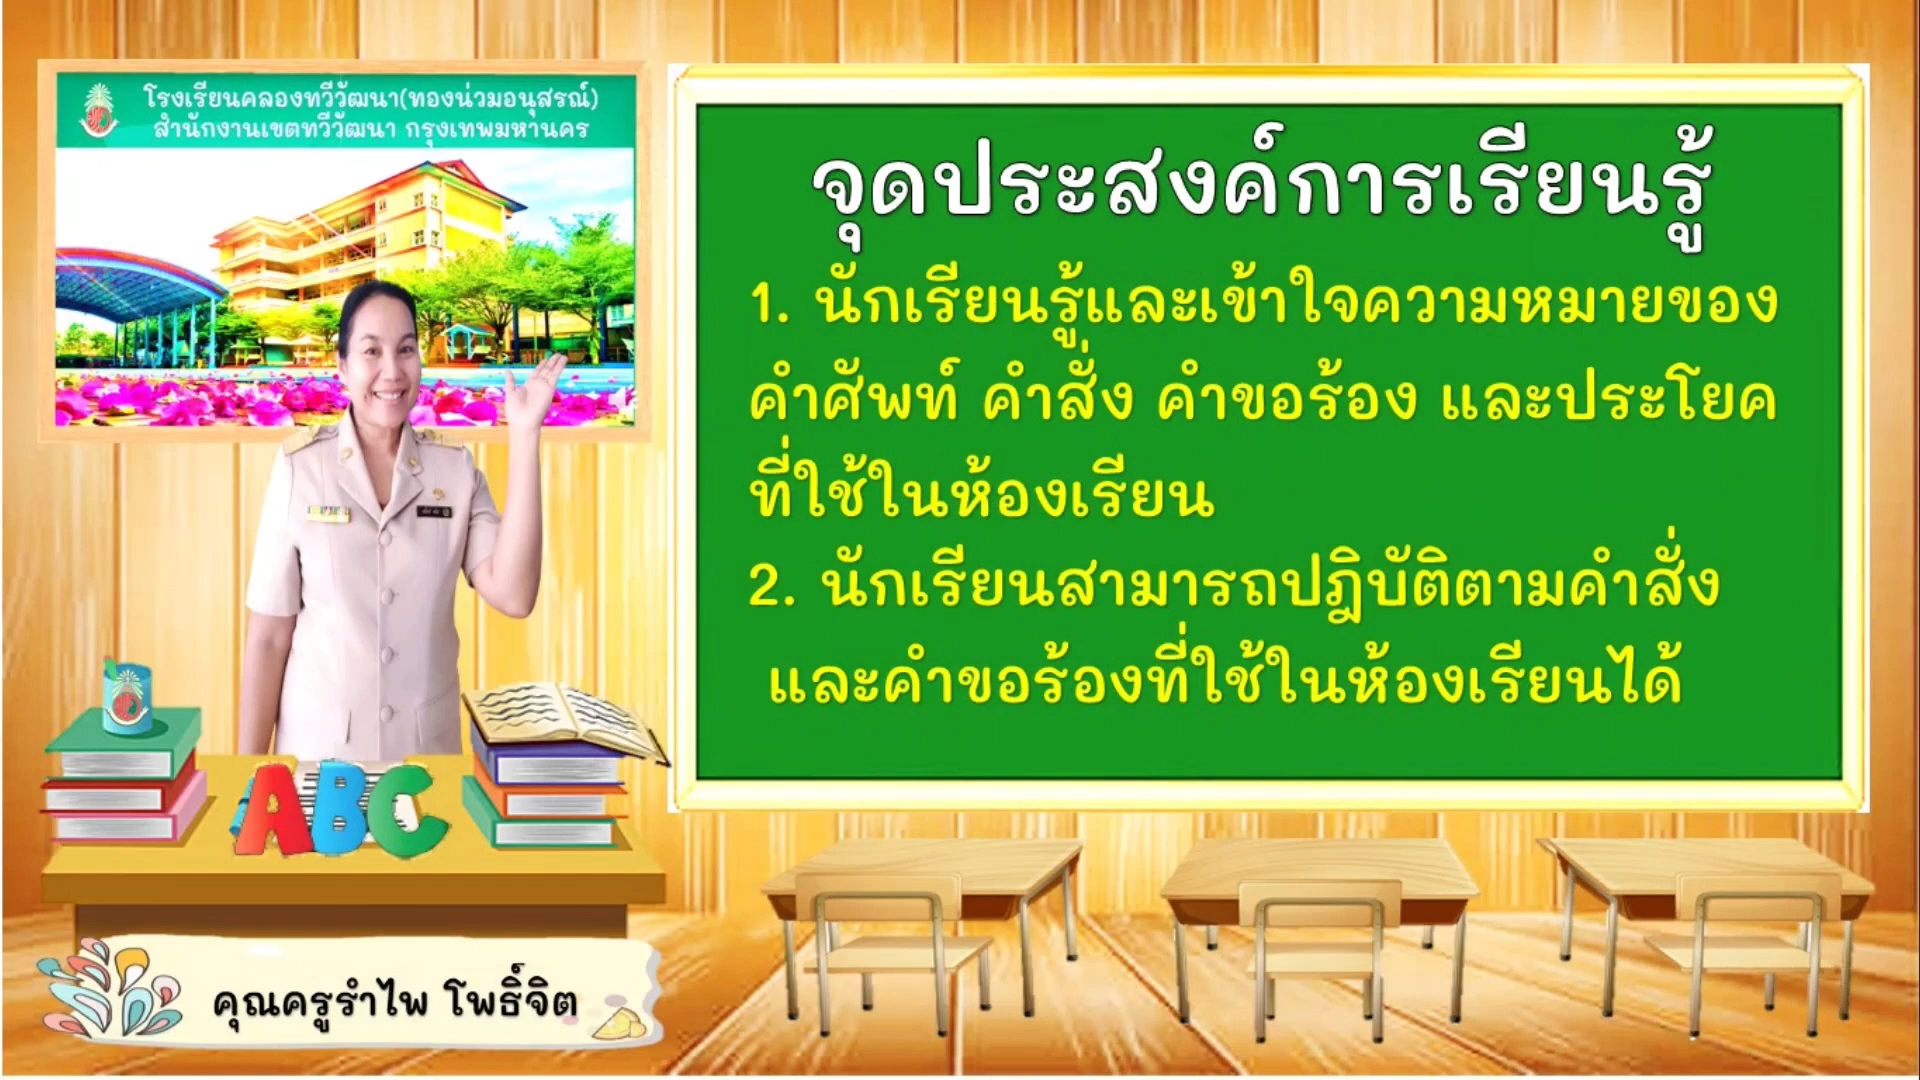 โรงเรียนคลองทวีวัฒนา(ทองน่วมอนุสรณ์)
สำนักงานเขตทวีวัฒนา กรุงเทพมหานคร
จุดประสงค์การเรียนรู้
1. นักเรียนรู้และเข้าใจความหมายของ
คำศัพท์ คำสั่ง คำขอร้อง และประโยค
ที่ใช้ในห้องเรียน
2. นักเรียนสามารถปฎิบัติตามคำสั่ง
และคำขอร้องที่ใช้ในห้องเรียนได้
ABC
คุณครูรำไพ โพธิ์จิต